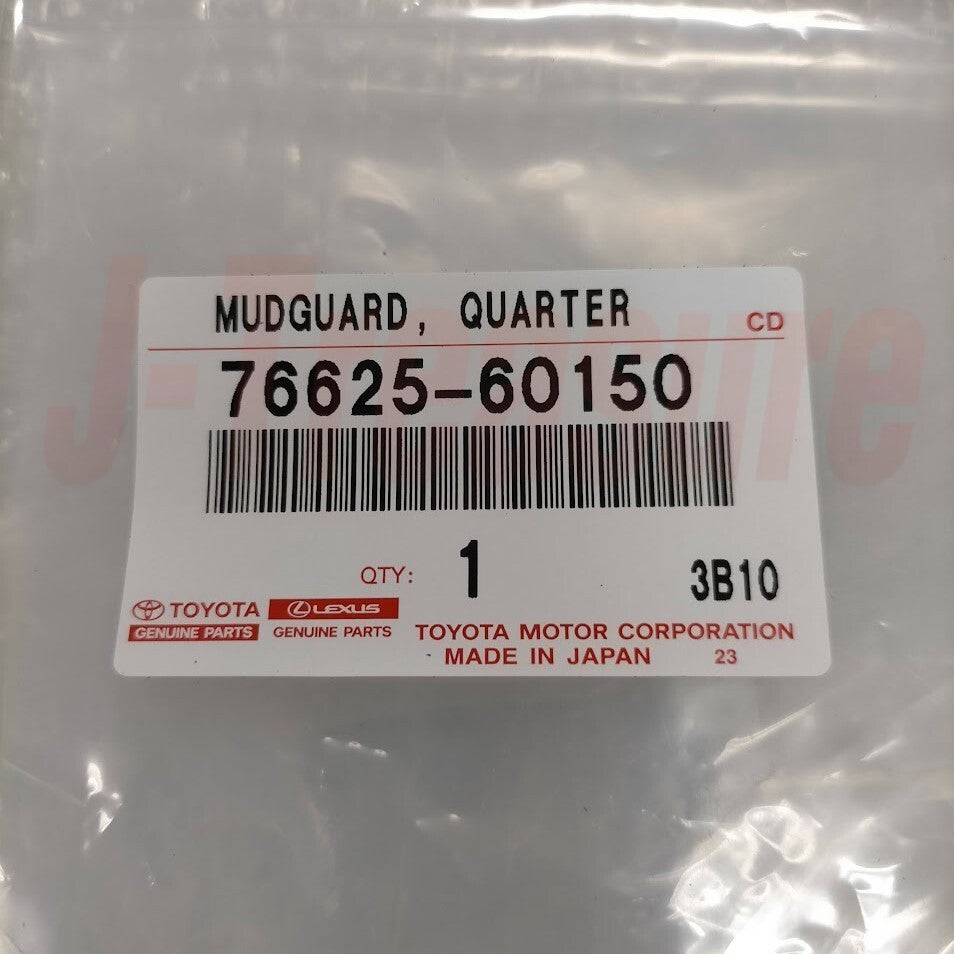 MUDGUARD, QUARTER
CD
76625-60150
QTY: 1
3B10
TOYOTA
GENUINE PARTS
LEXUS
GENUINE PARTS
TOYOTA MOTOR CORPORATION
MADE IN JAPAN 23